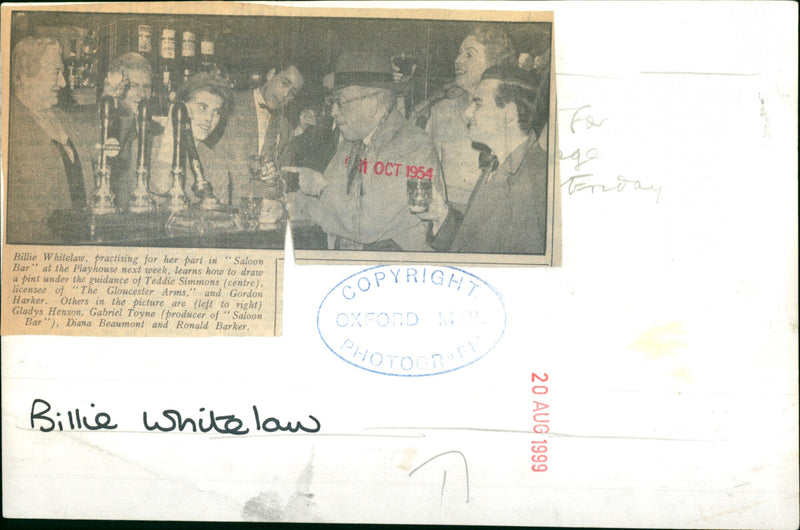 11 OCT 1954
For
Friday
Billie Whitelaw, practising for her part in "Saloon
Bar" at the Playhouse next week, learns how to draw
a pint under the guidance of Teddie Simmons (centre),
licensee of "The Gloucester Arms," and Gordon
Harker. Others in the picture are (left to right)
Gladys Henson, Gabriel Toyne (producer of "Saloon
Bar"), Diana Beaumont and Ronald Barker.
COPYRIGHT
OXFORD MAIL
PHOTOGRAPH
20 AUG 1999
Billie Whitelaw